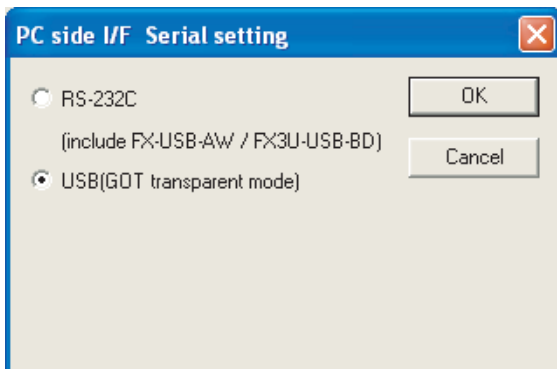 PC side I/F Serial setting
RS-232C
OK
(include FX-USB-AW / FX3U-USB-BD)
Cancel
USB(GOT transparent mode)